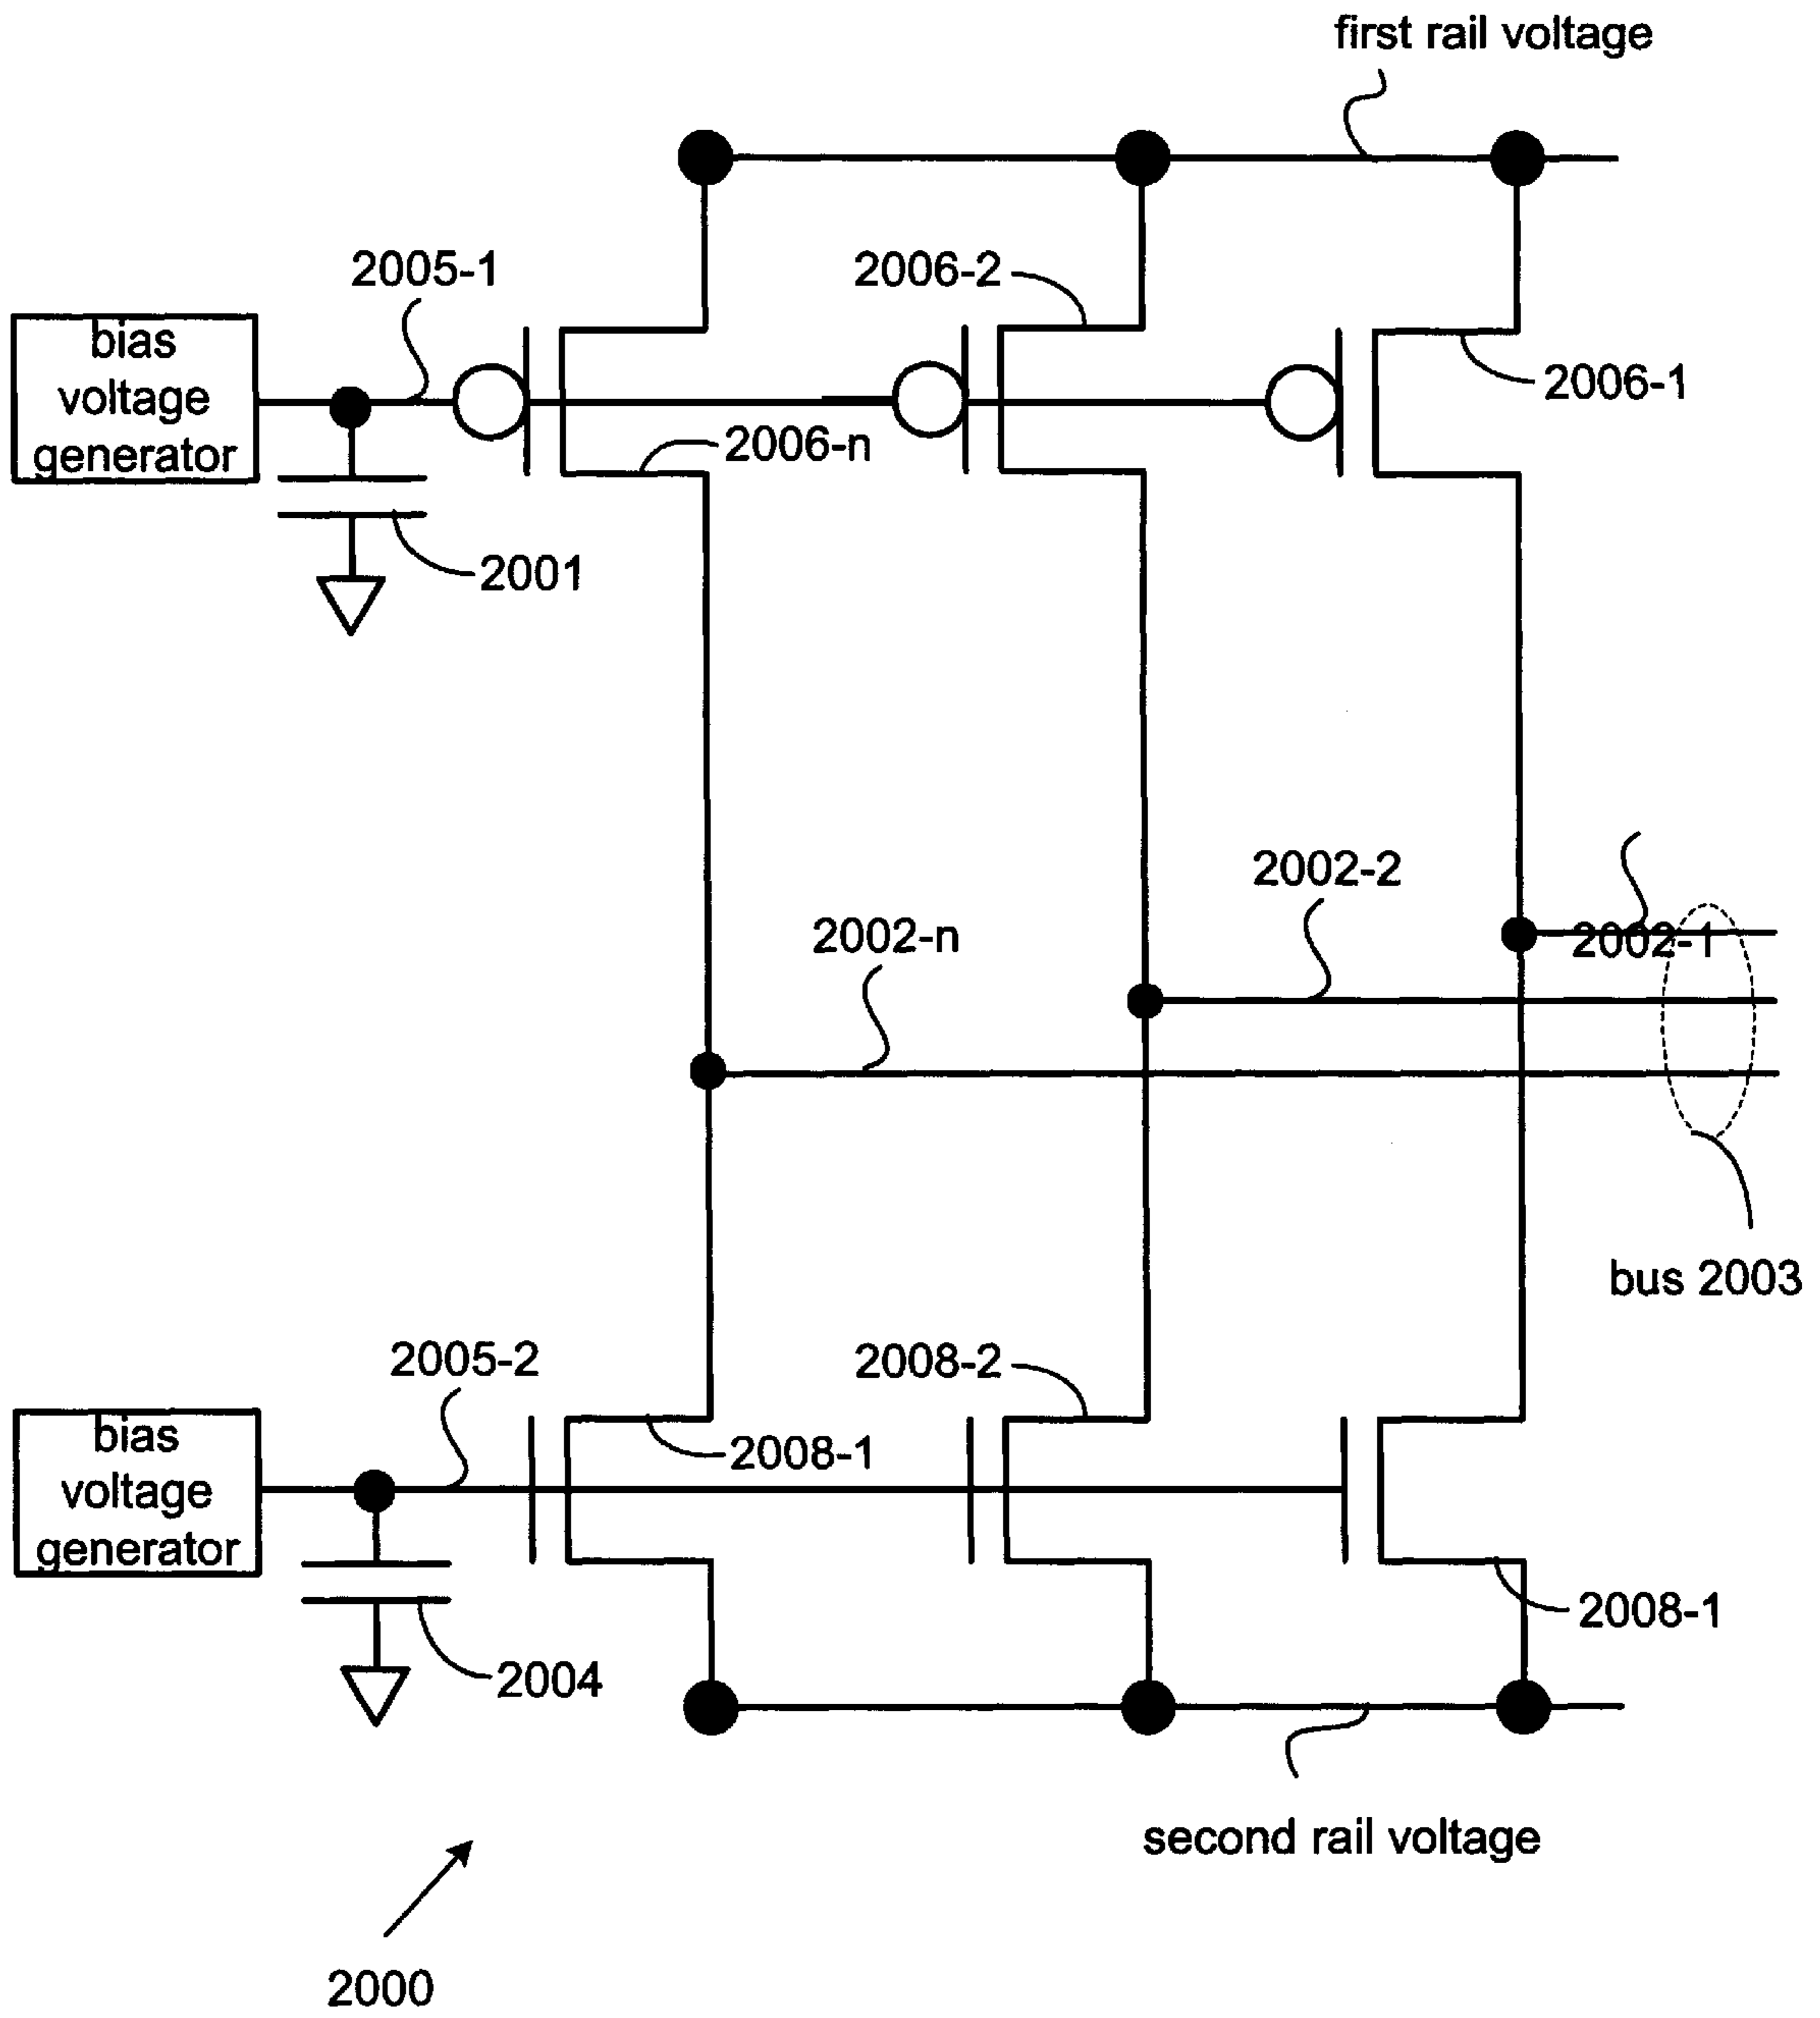 first rail voltage
2005-1
2006-2
bias
voltage
generator
2006-1
2006-n
2001
2002-2
2002-n
2002-1
bus 2003
2005-2
2008-2
bias
voltage
generator
2008-1
2008-1
2004
second rail voltage
2000